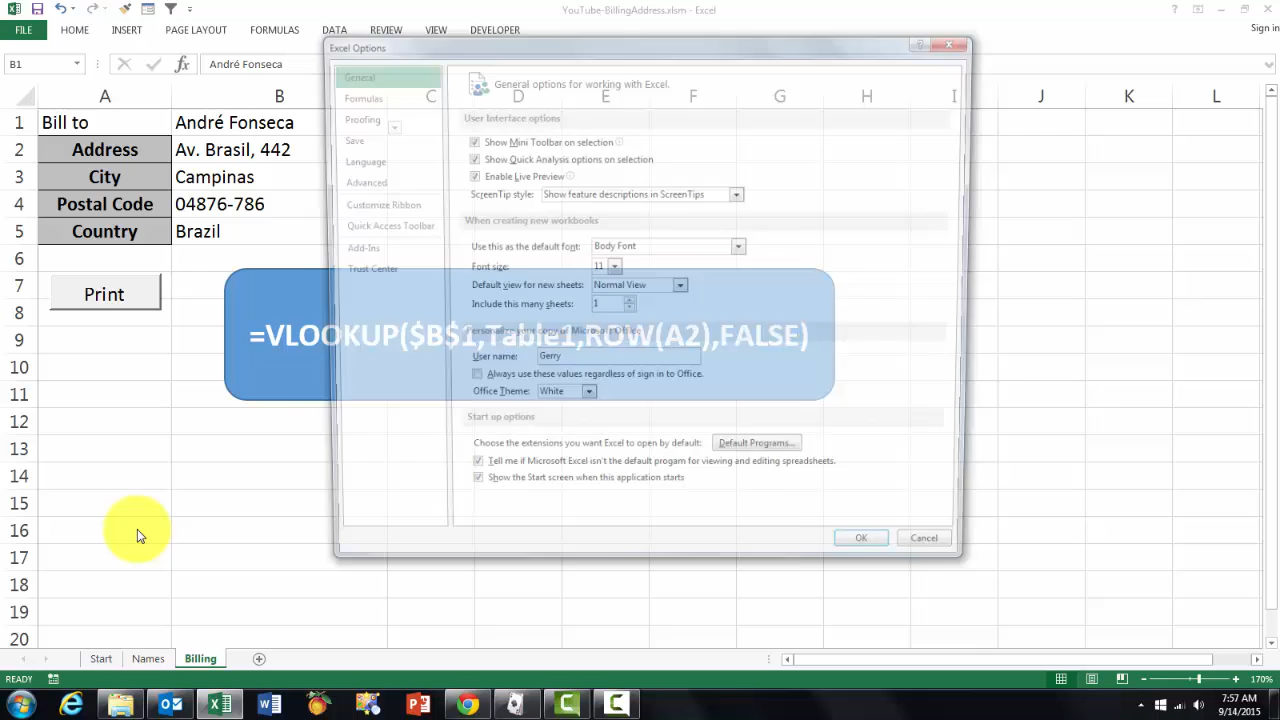 YouTube-BillingAddress.xlsm - Excel
FILE HOME INSERT PAGE LAYOUT FORMULAS DATA REVIEW VIEW DEVELOPER Sign in
B1 fx André Fonseca
Excel Options
A B C D E F G H I J K L
1 Bill to André Fonseca
2 Address Av. Brasil, 442
3 City Campinas
4 Postal Code 04876-786
5 Country Brazil
6
7
8
9
10
11
12
13
14
15
16
17
18
19
20
Print
=VLOOKUP($B$1,Table1,ROW(A2),FALSE)
General
Formulas
Proofing
Save
Language
Advanced
Customize Ribbon
Quick Access Toolbar
Add-Ins
Trust Center
General options for working with Excel.
User Interface options
Show Mini Toolbar on selection
Show Quick Analysis options on selection
Enable Live Preview
ScreenTip style: Show feature descriptions in ScreenTips
When creating new workbooks
Use this as the default font: Body Font
Font size: 11
Default view for new sheets: Normal View
Include this many sheets: 1
Personalize your copy of Microsoft Office
User name: Gerry
Always use these values regardless of sign in to Office.
Office Theme: White
Start up options
Choose the extensions you want Excel to open by default: Default Programs...
Tell me if Microsoft Excel isn't the default progam for viewing and editing spreadsheets.
Show the Start screen when this application starts
OK Cancel
Start Names Billing
READY 170%
7:57 AM
9/14/2015